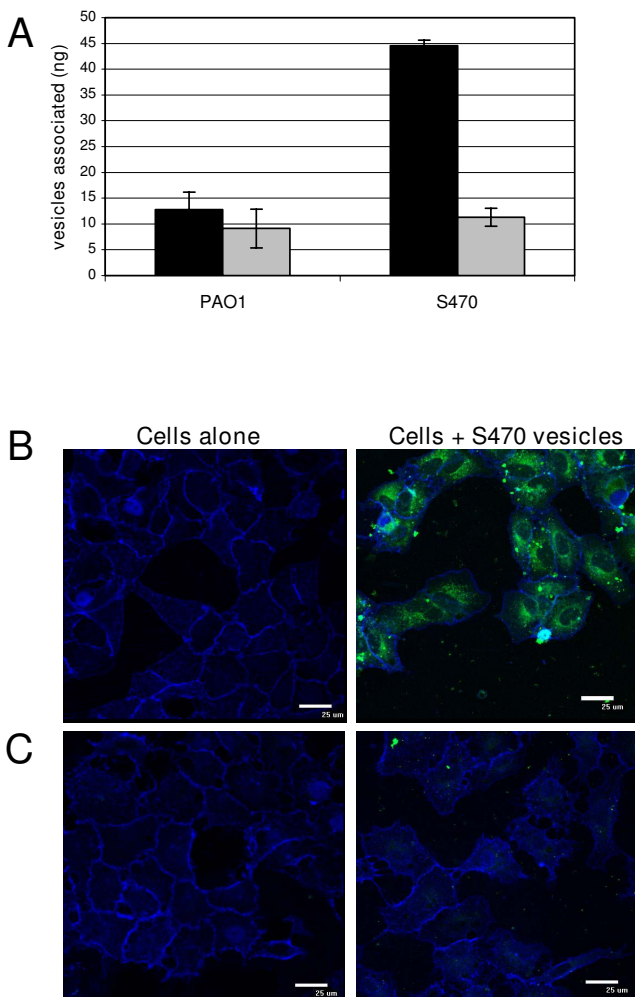 A
vesicles associated (ng)
50
45
40
35
30
25
20
15
10
5
0
PAO1 S470
B
Cells alone Cells + S470 vesicles
25 um 25 um
C
25 um 25 um